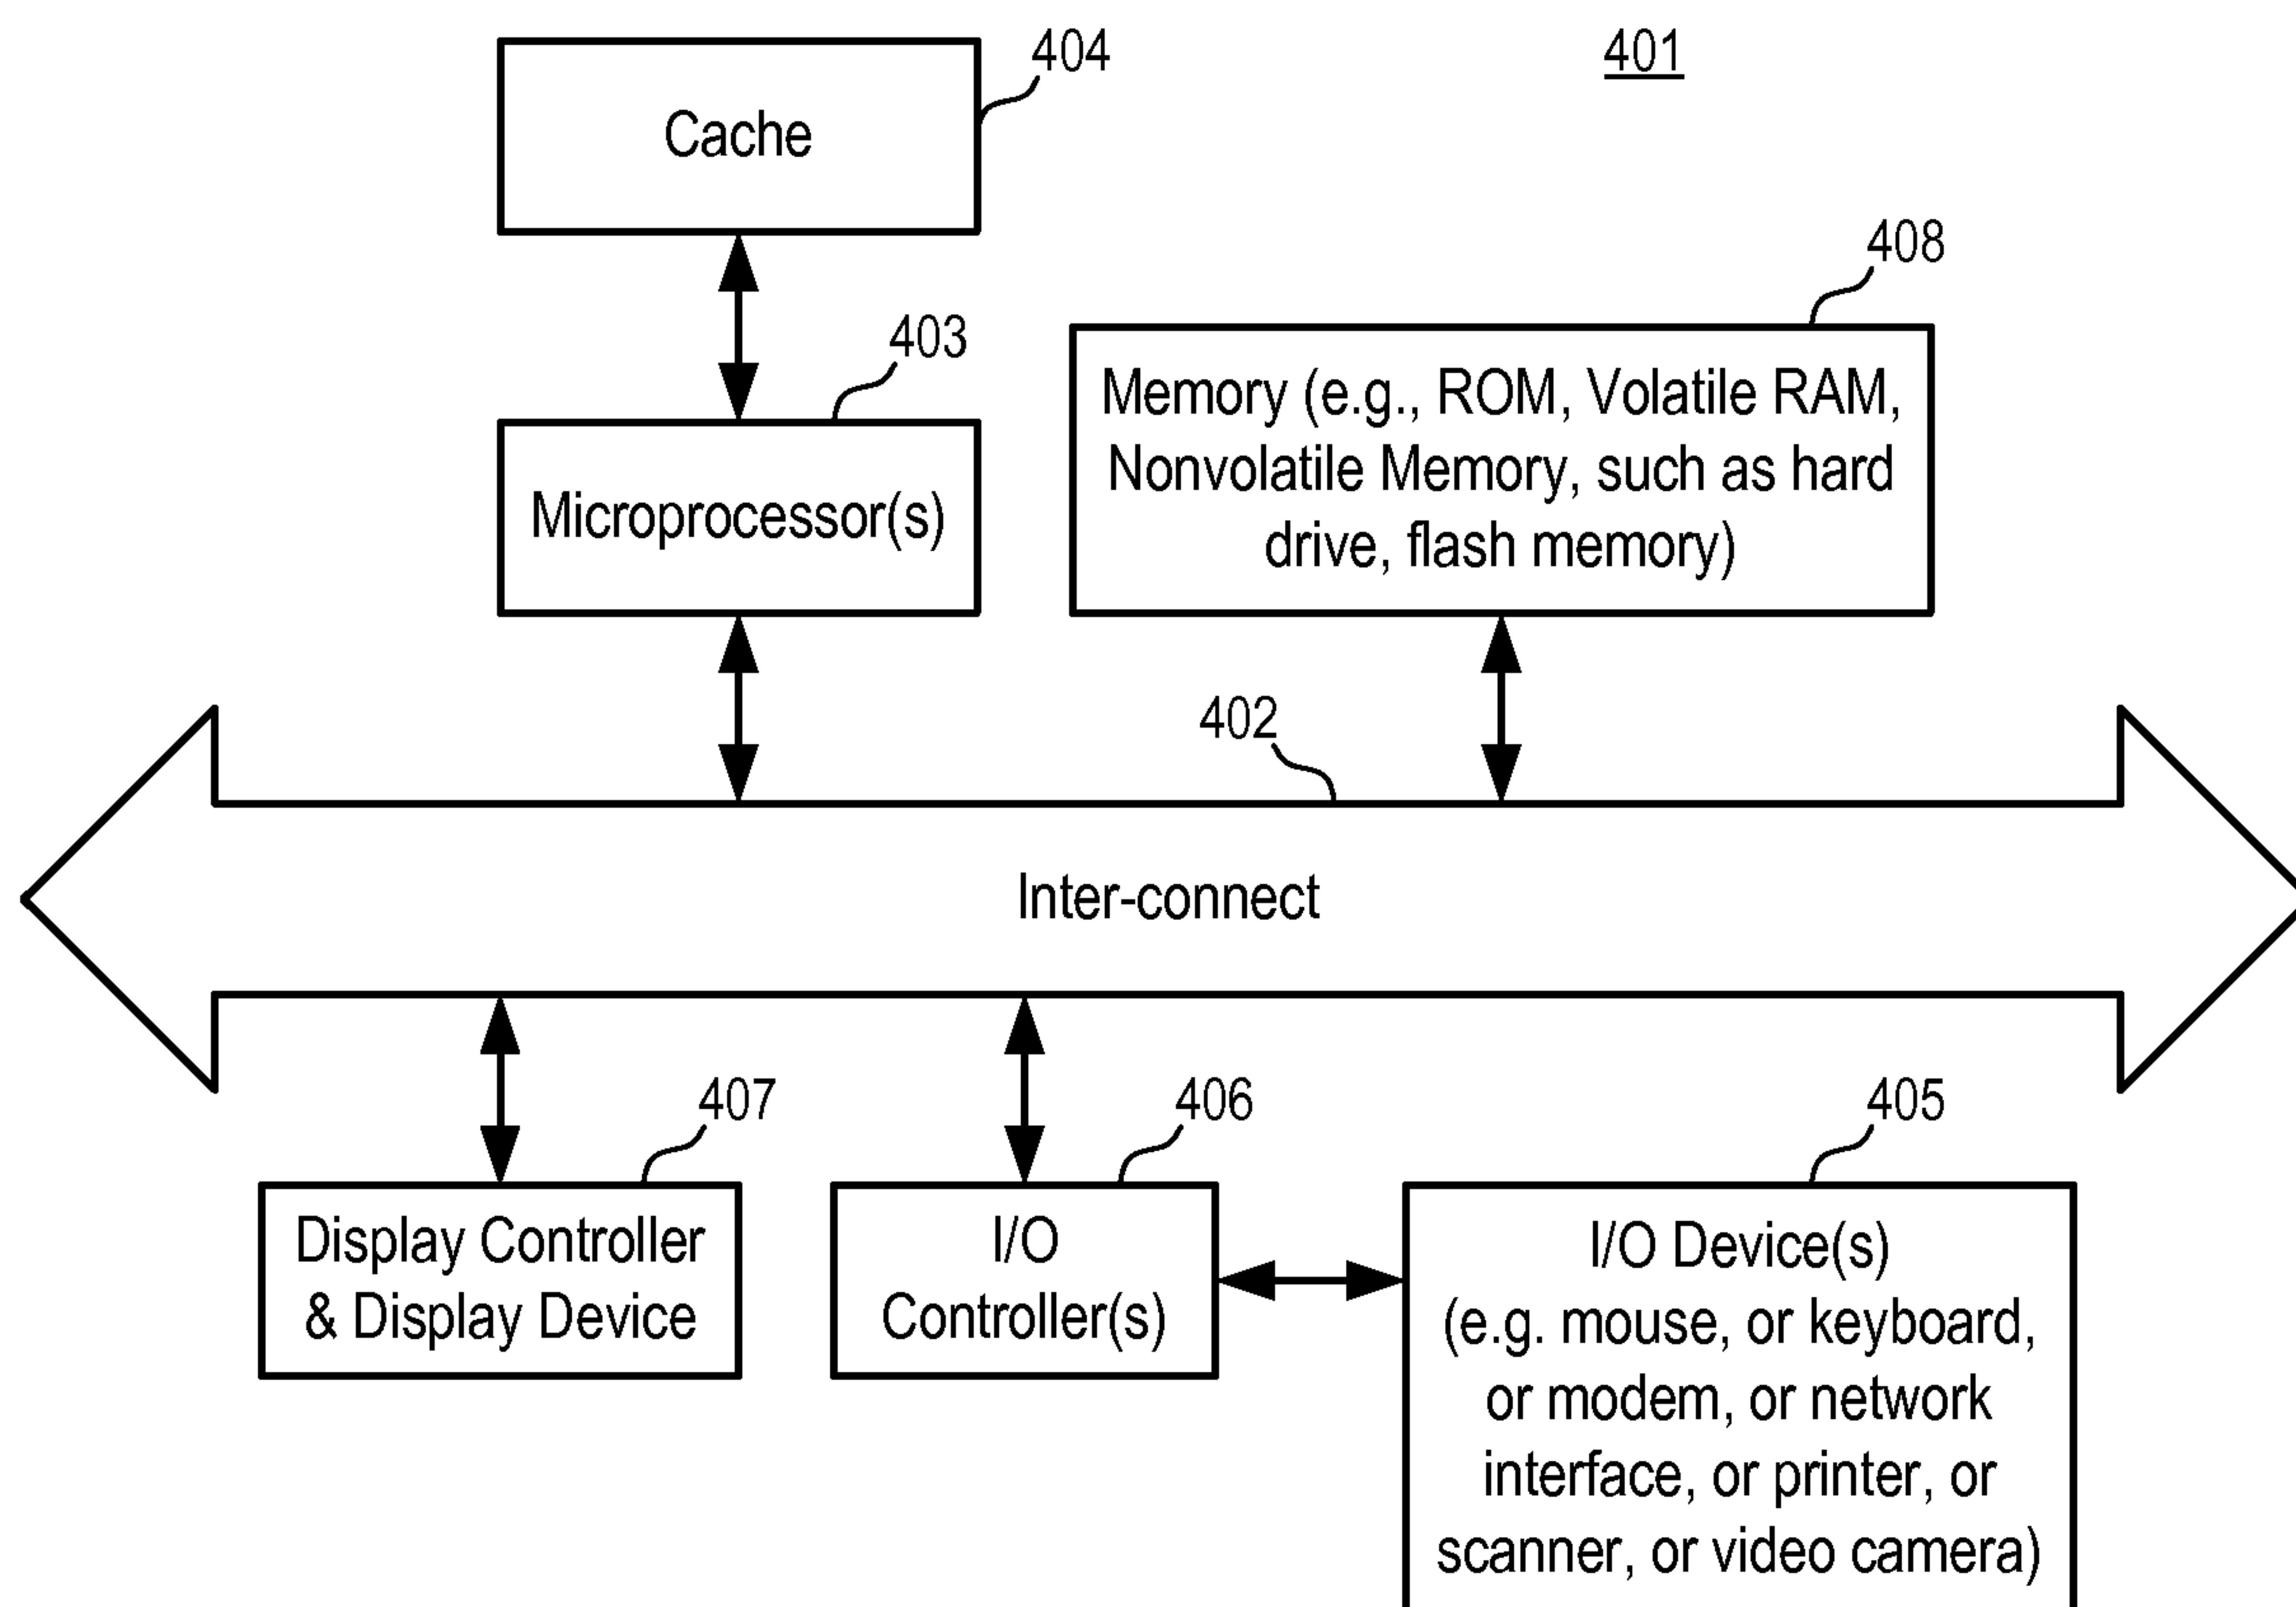 404
401
Cache
408
403
Memory (e.g., ROM, Volatile RAM,
Nonvolatile Memory, such as hard
drive, flash memory)
Microprocessor(s)
402
Inter-connect
407
406
405
Display Controller
& Display Device
I/O
Controller(s)
I/O Device(s)
(e.g. mouse, or keyboard,
or modem, or network
interface, or printer, or
scanner, or video camera)